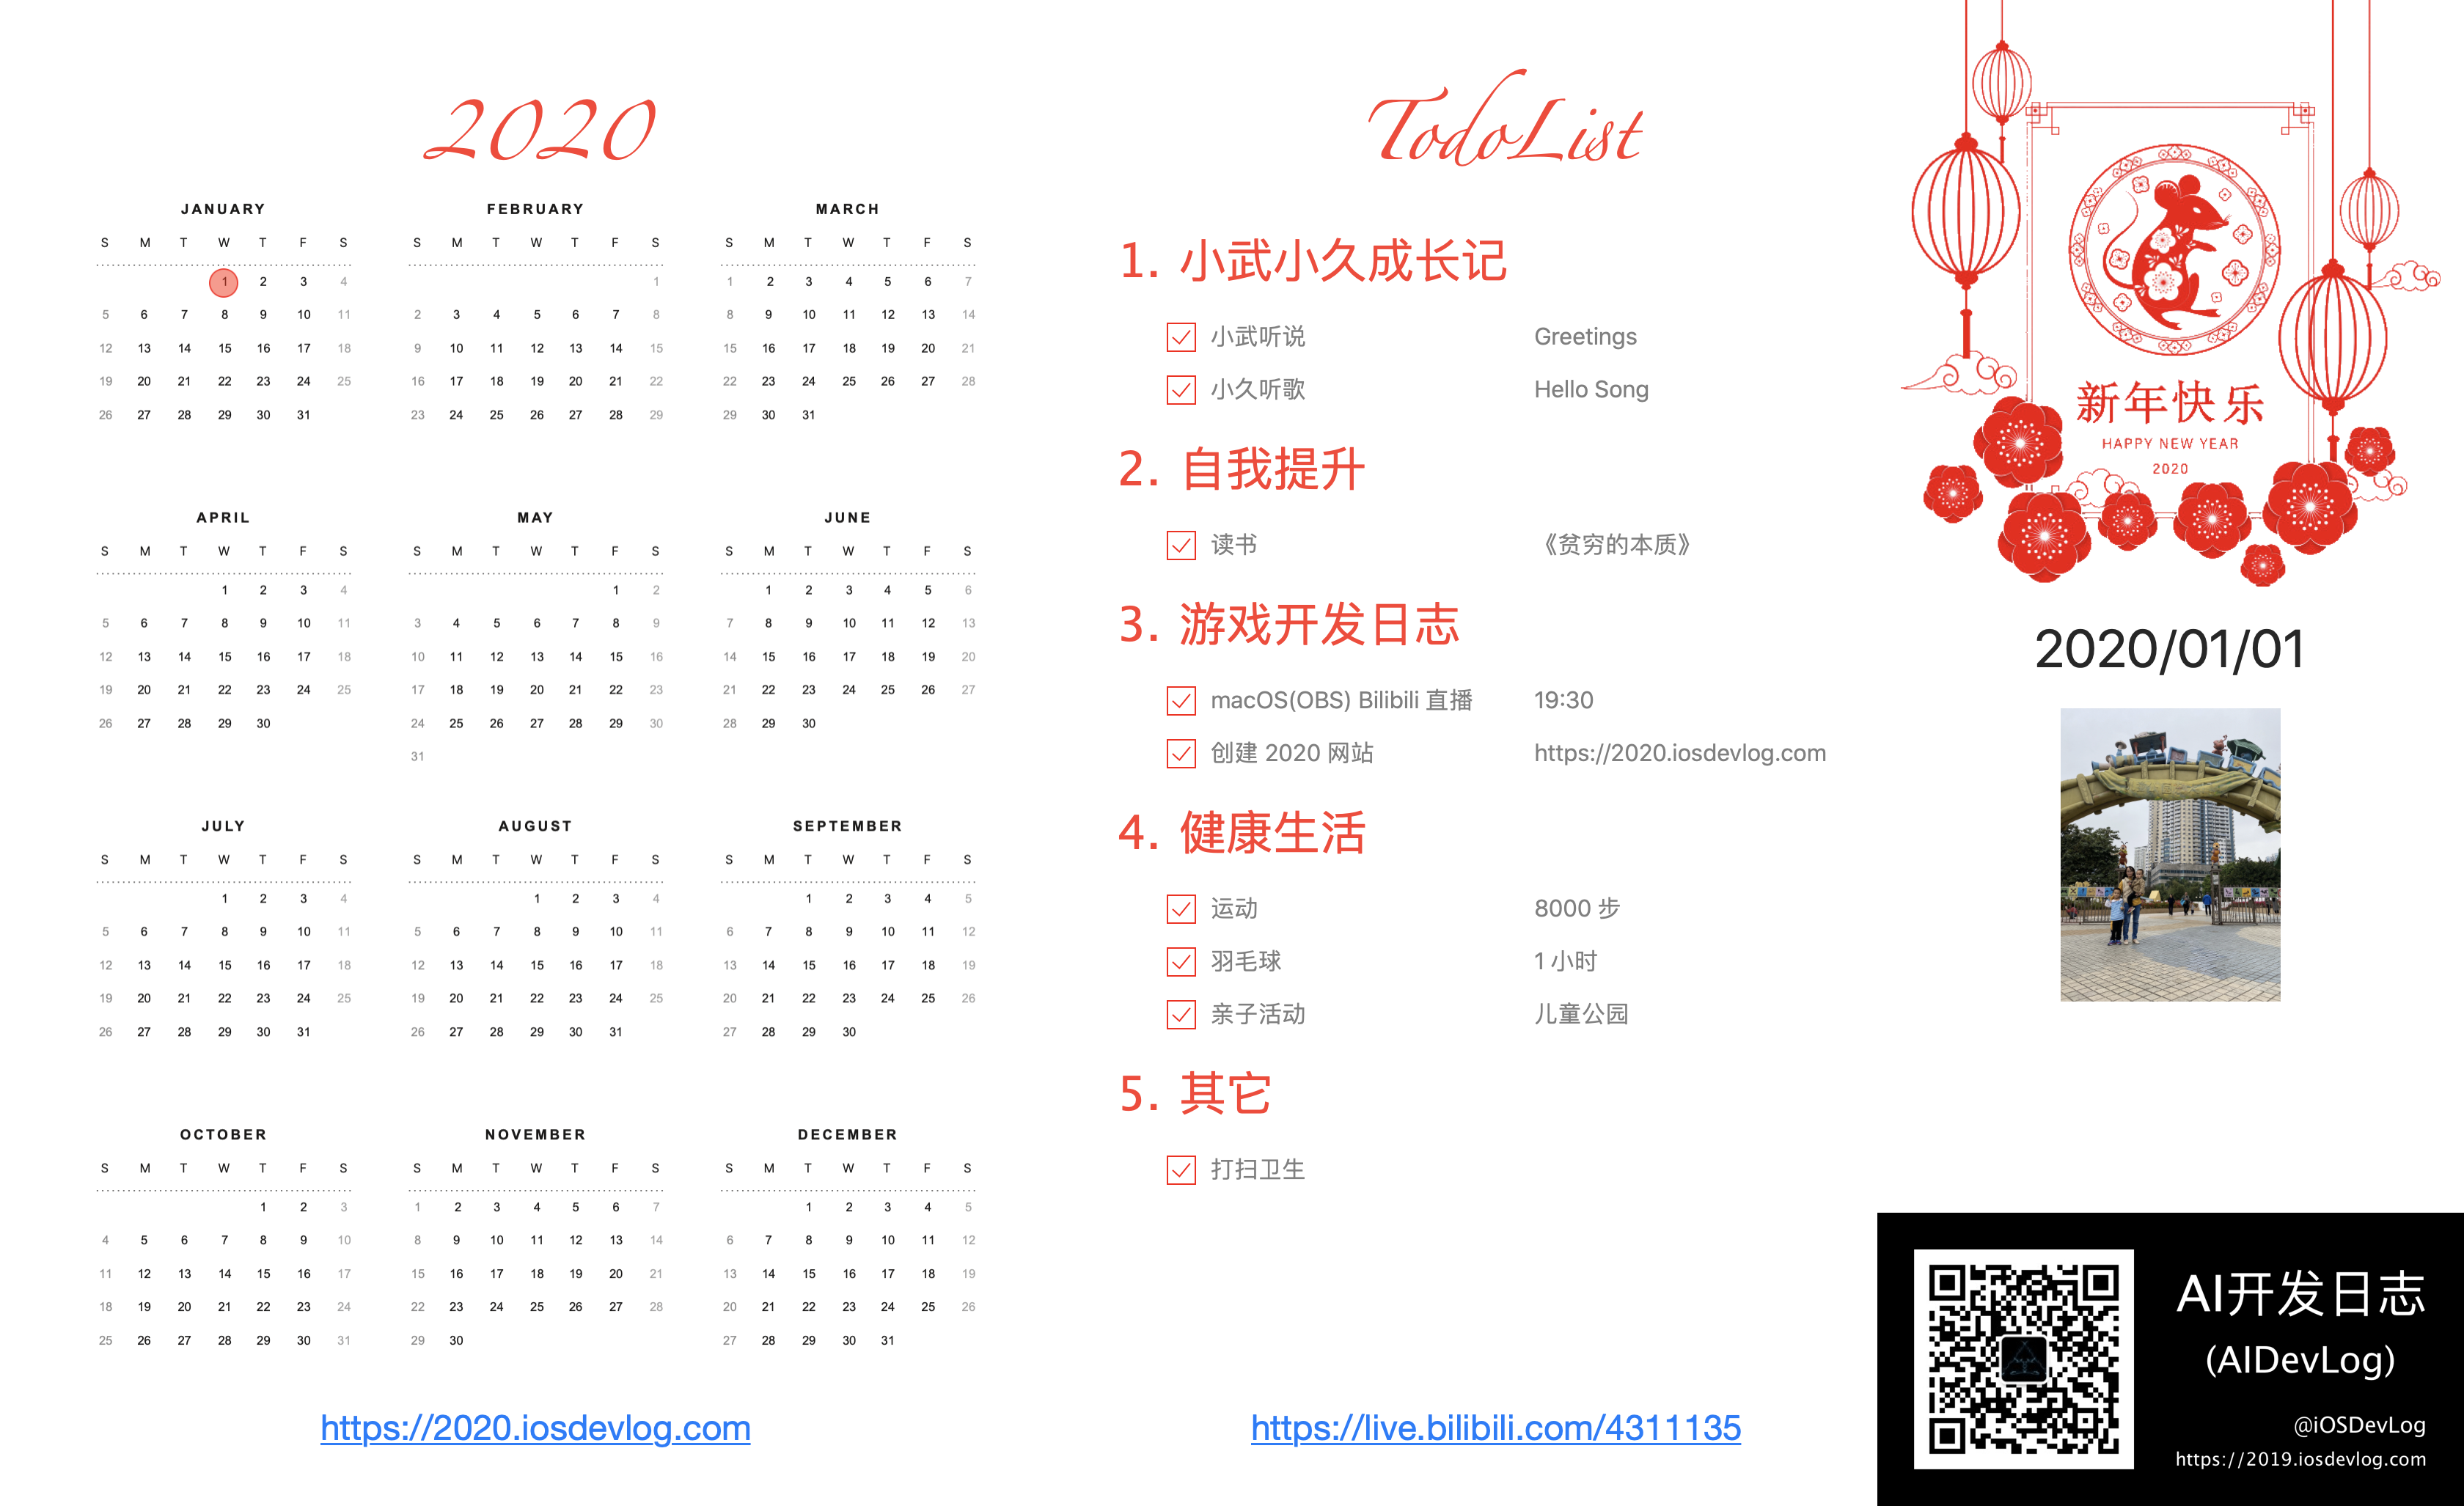 2020
JANUARY
S M T W T F S
1 2 3 4
5 6 7 8 9 10 11
12 13 14 15 16 17 18
19 20 21 22 23 24 25
26 27 28 29 30 31
FEBRUARY
S M T W T F S
1
2 3 4 5 6 7 8
9 10 11 12 13 14 15
16 17 18 19 20 21 22
23 24 25 26 27 28 29
MARCH
S M T W T F S
1 2 3 4 5 6 7
8 9 10 11 12 13 14
15 16 17 18 19 20 21
22 23 24 25 26 27 28
29 30 31
APRIL
S M T W T F S
1 2 3 4
5 6 7 8 9 10 11
12 13 14 15 16 17 18
19 20 21 22 23 24 25
26 27 28 29 30
MAY
S M T W T F S
1 2
3 4 5 6 7 8 9
10 11 12 13 14 15 16
17 18 19 20 21 22 23
24 25 26 27 28 29 30
31
JUNE
S M T W T F S
1 2 3 4 5 6
7 8 9 10 11 12 13
14 15 16 17 18 19 20
21 22 23 24 25 26 27
28 29 30
JULY
S M T W T F S
1 2 3 4
5 6 7 8 9 10 11
12 13 14 15 16 17 18
19 20 21 22 23 24 25
26 27 28 29 30 31
AUGUST
S M T W T F S
1 2 3 4
5 6 7 8 9 10 11
12 13 14 15 16 17 18
19 20 21 22 23 24 25
26 27 28 29 30 31
SEPTEMBER
S M T W T F S
1 2 3 4 5
6 7 8 9 10 11 12
13 14 15 16 17 18 19
20 21 22 23 24 25 26
27 28 29 30
OCTOBER
S M T W T F S
1 2 3
4 5 6 7 8 9 10
11 12 13 14 15 16 17
18 19 20 21 22 23 24
25 26 27 28 29 30 31
NOVEMBER
S M T W T F S
1 2 3 4 5 6 7
8 9 10 11 12 13 14
15 16 17 18 19 20 21
22 23 24 25 26 27 28
29 30
DECEMBER
S M T W T F S
1 2 3 4 5
6 7 8 9 10 11 12
13 14 15 16 17 18 19
20 21 22 23 24 25 26
27 28 29 30 31
https://2020.iosdevlog.com
TodoList
1. 小武小久成长记
小武听说 Greetings
小久听歌 Hello Song
2. 自我提升
读书 《贫穷的本质》
3. 游戏开发日志
macOS(OBS) Bilibili 直播 19:30
创建 2020 网站 https://2020.iosdevlog.com
4. 健康生活
运动 8000 步
羽毛球 1 小时
亲子活动 儿童公园
5. 其它
打扫卫生
https://live.bilibili.com/4311135
新年快乐
HAPPY NEW YEAR
2020
2020/01/01
AI开发日志
(AIDevLog)
@iOSDevLog
https://2019.iosdevlog.com